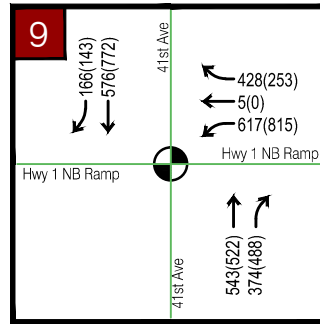 9
166(143)
576(772)
41st Ave
428(253)
5(0)
617(815)
Hwy 1 NB Ramp
Hwy 1 NB Ramp
543(522)
374(488)
41st Ave